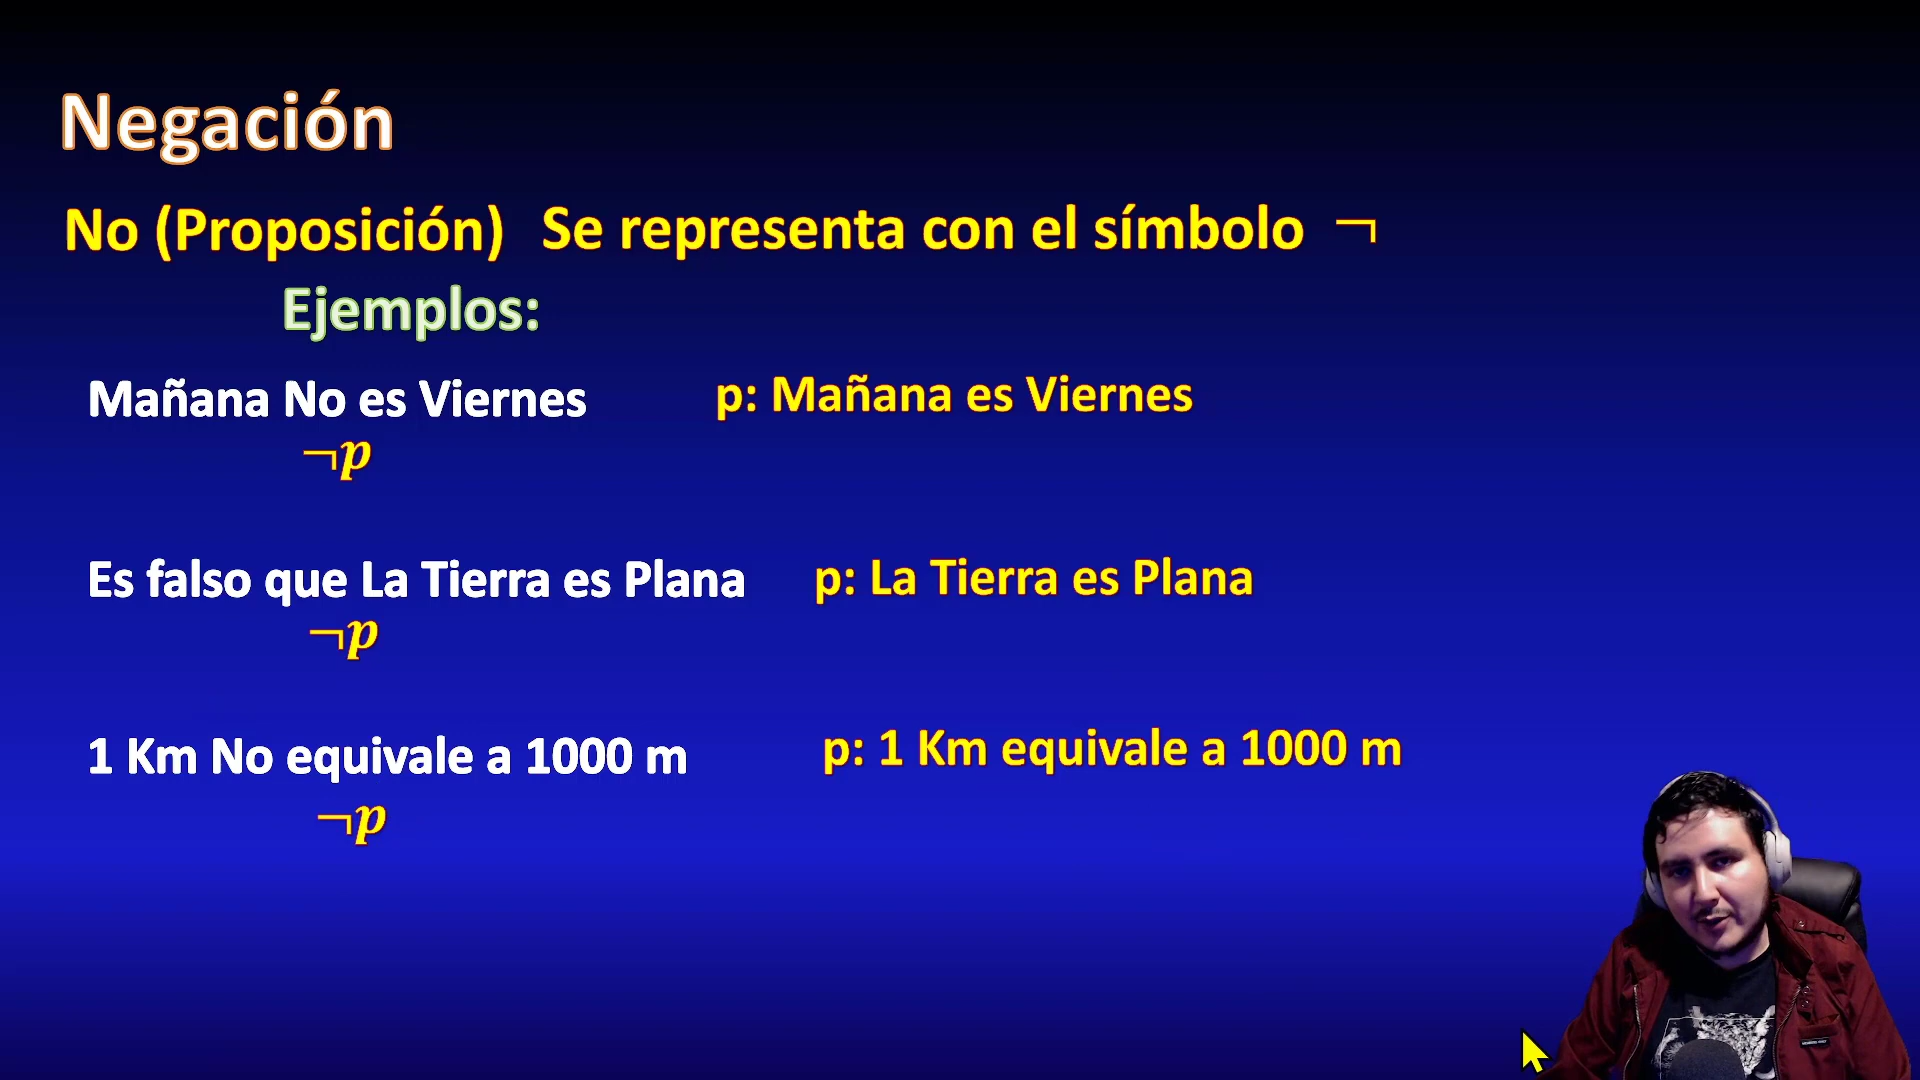 Negación
No (Proposición) Se representa con el símbolo ¬
Ejemplos:
Mañana No es Viernes p: Mañana es Viernes
¬p
Es falso que La Tierra es Plana p: La Tierra es Plana
¬p
1 Km No equivale a 1000 m p: 1 Km equivale a 1000 m
¬p